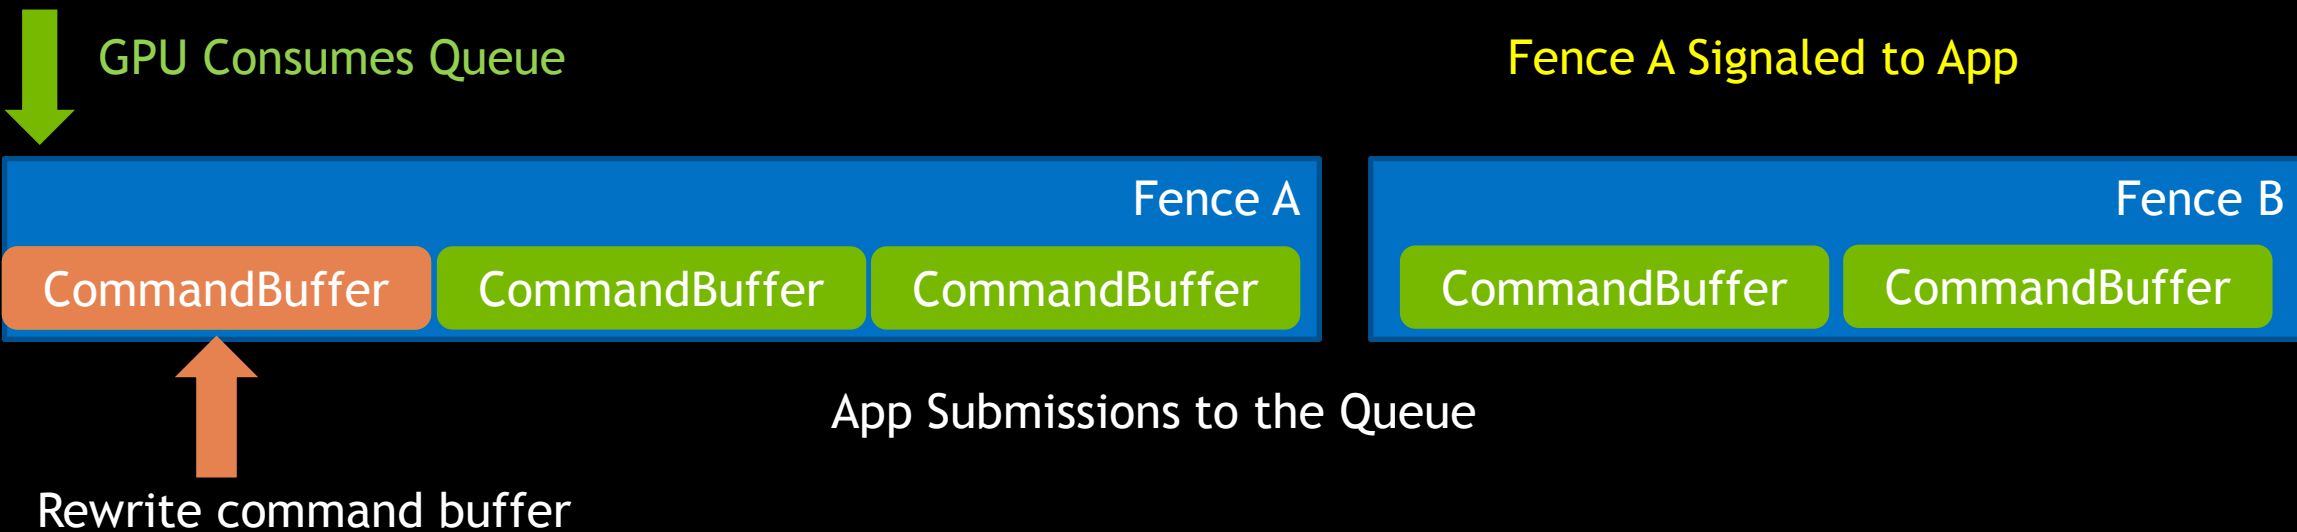 GPU Consumes Queue
Fence A Signaled to App
Fence A
Fence B
CommandBuffer
CommandBuffer
CommandBuffer
CommandBuffer
CommandBuffer
App Submissions to the Queue
Rewrite command buffer